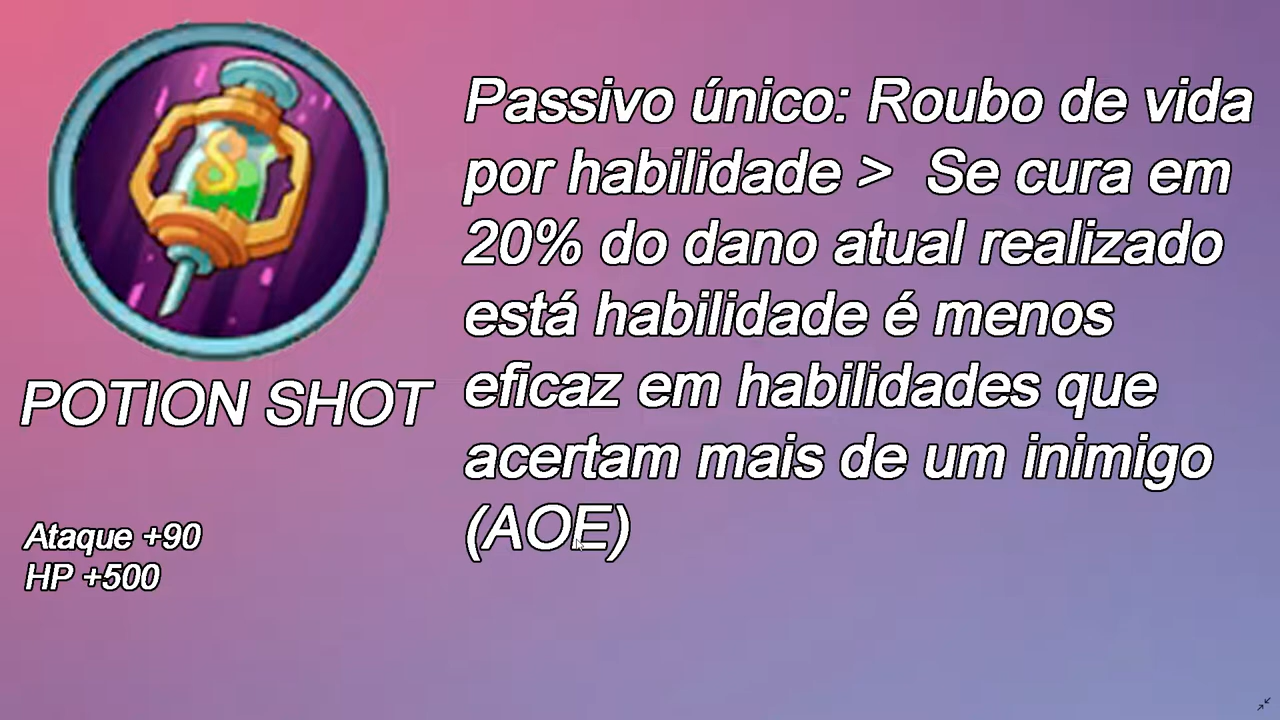 Passivo único: Roubo de vida
por habilidade > Se cura em
20% do dano atual realizado
está habilidade é menos
eficaz em habilidades que
acertam mais de um inimigo
(AOE)
POTION SHOT
Ataque +90
HP +500